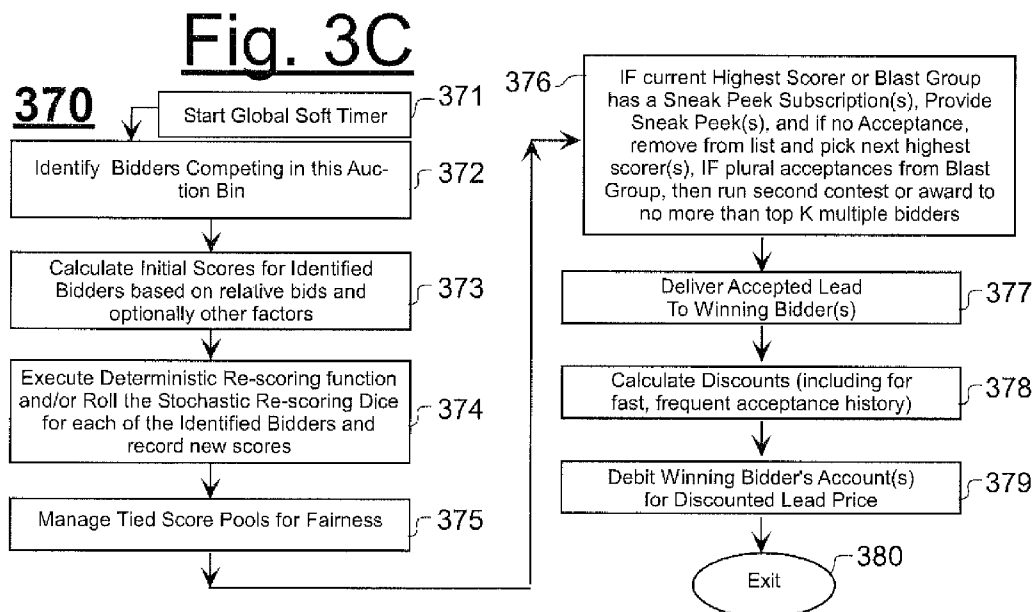 Fig. 3C
370
Start Global Soft Timer
371
Identify Bidders Competing in this Auc-
tion Bin
372
Calculate Initial Scores for Identified
Bidders based on relative bids and
optionally other factors
373
Execute Deterministic Re-scoring function
and/or Roll the Stochastic Re-scoring Dice
for each of the Identified Bidders and
record new scores
374
Manage Tied Score Pools for Fairness
375
376
IF current Highest Scorer or Blast Group
has a Sneak Peek Subscription(s), Provide
Sneak Peek(s), and if no Acceptance,
remove from list and pick next highest
scorer(s), IF plural acceptances from Blast
Group, then run second contest or award to
no more than top K multiple bidders
Deliver Accepted Lead
To Winning Bidder(s)
377
Calculate Discounts (including for
fast, frequent acceptance history)
378
Debit Winning Bidder's Account(s)
for Discounted Lead Price
379
Exit
380